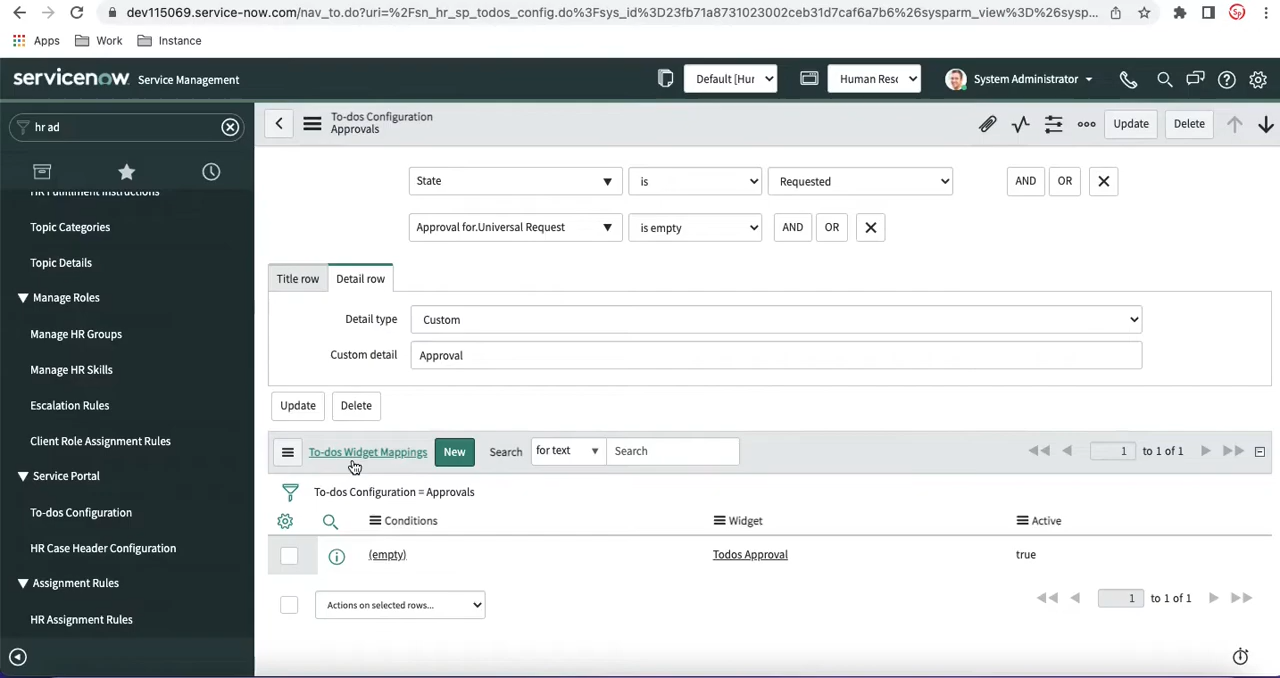 dev115069.service-now.com/nav_to.do?uri=%2Fsn_hr_sp_todos_config.do%3Fsys_id%3D23fb71a8731023002ceb31d7caf6a7b6%26sysparm_view%3D%26sysp...
Apps Work Instance
servicenow Service Management
Default [Hur
Human Resc
System Administrator
hr ad
HR Fulfillment Instructions
Topic Categories
Topic Details
Manage Roles
Manage HR Groups
Manage HR Skills
Escalation Rules
Client Role Assignment Rules
Service Portal
To-dos Configuration
HR Case Header Configuration
Assignment Rules
HR Assignment Rules
To-dos Configuration
Approvals
Update Delete
State is Requested AND OR
Approval for.Universal Request is empty AND OR
Title row Detail row
Detail type Custom
Custom detail Approval
Update Delete
To-dos Widget Mappings New Search for text Search 1 to 1 of 1
To-dos Configuration = Approvals
Conditions Widget Active
(empty) Todos Approval true
Actions on selected rows... 1 to 1 of 1